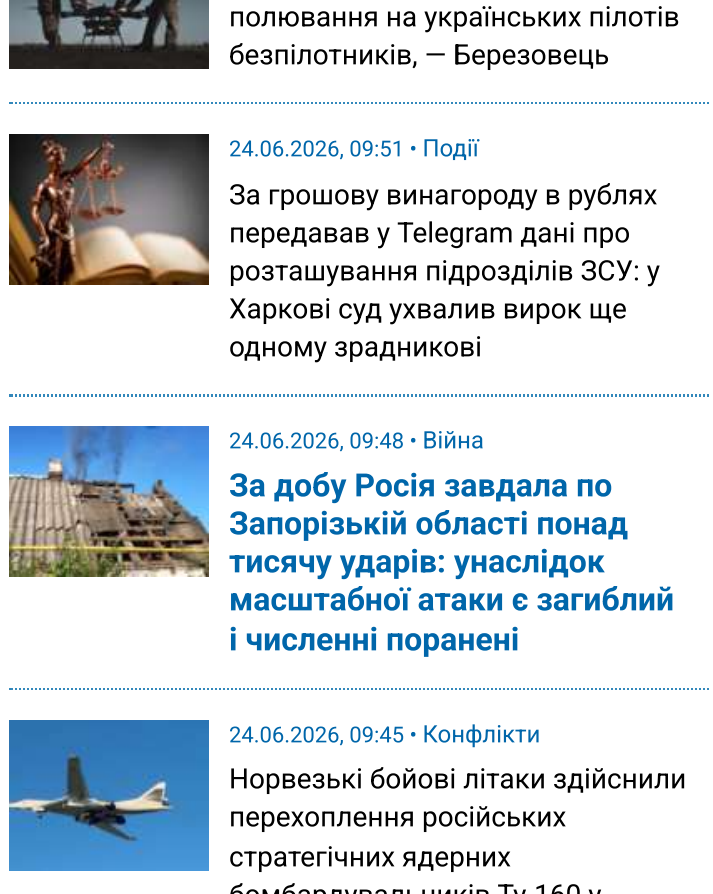 полювання на українських пілотів
безпілотників, — Березовець
24.06.2026, 09:51 • Події
За грошову винагороду в рублях
передавав у Telegram дані про
розташування підрозділів ЗСУ: у
Харкові суд ухвалив вирок ще
одному зрадникові
24.06.2026, 09:48 • Війна
За добу Росія завдала по
Запорізькій області понад
тисячу ударів: унаслідок
масштабної атаки є загиблий
і численні поранені
24.06.2026, 09:45 • Конфлікти
Норвезькі бойові літаки здійснили
перехоплення російських
стратегічних ядерних
бомбардувальників Ту-160 у